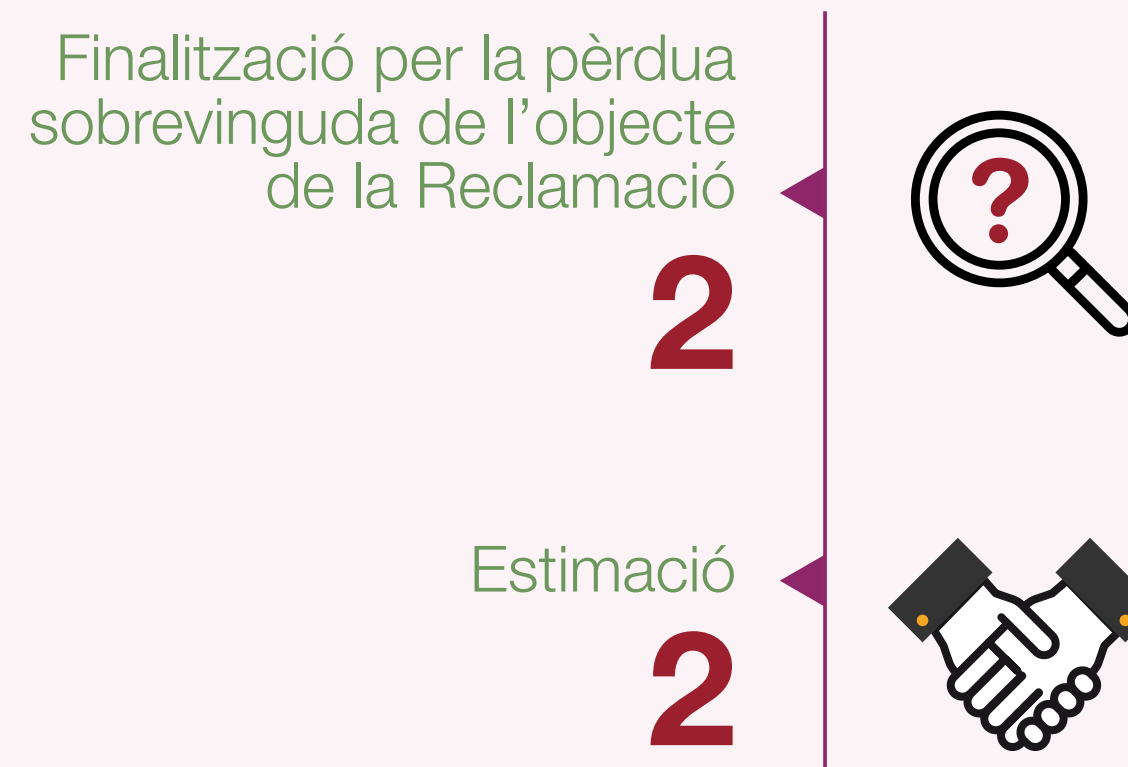 Finalització per la pèrdua
sobrevinguda de l’objecte
de la Reclamació
2
Estimació
2
?